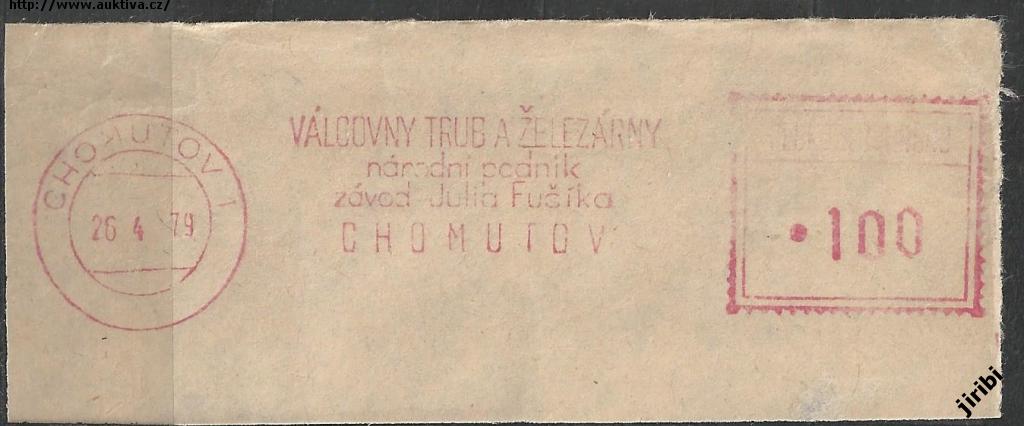 http://www.auktiva.cz/
CHOMUTOV 1
26 4 79
VÁLCOVNY TRUB A ŽELEZÁRNY
národní podnik
závod Julia Fušíka
CHOMUTOV
100
jiribi